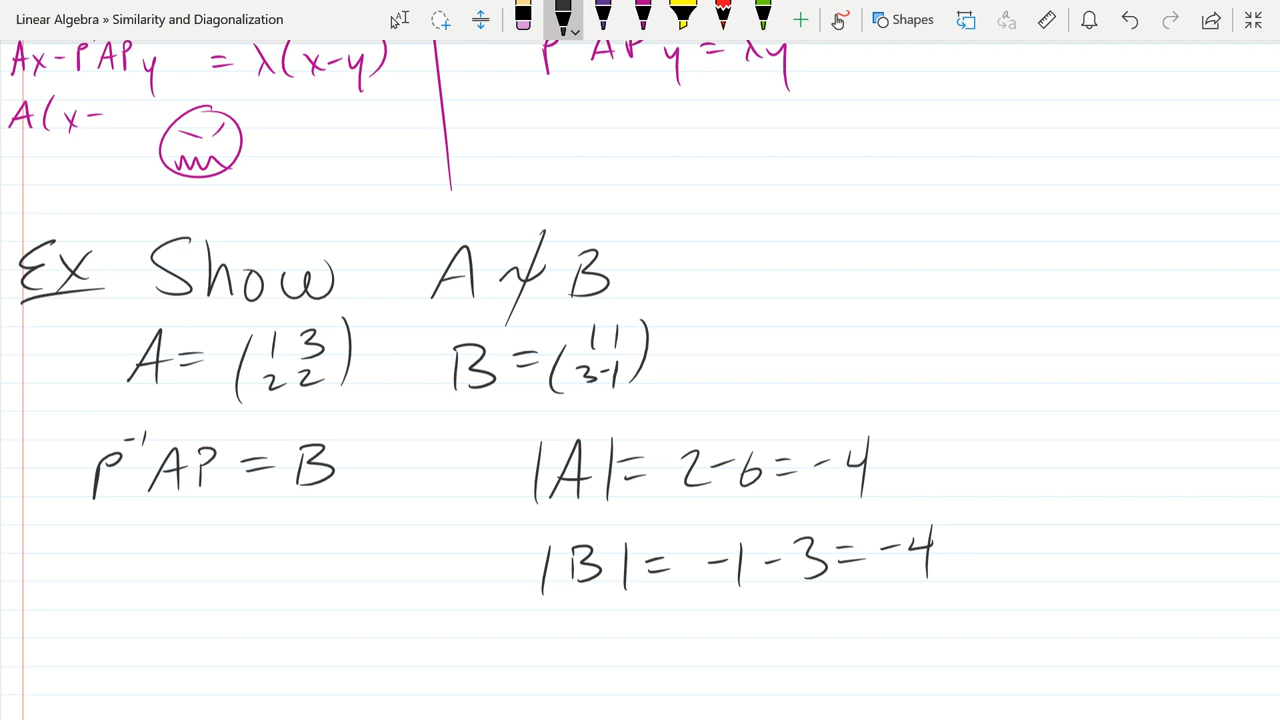 Linear Algebra » Similarity and Diagonalization
Shapes
Ax-P⁻¹APy = λ(x-y)
P⁻¹APy = λy
A(x-
Ex Show A≁B
A = (1 3
2 2)
B = (1 1
3 -1)
P⁻¹AP = B
|A| = 2-6 = -4
|B| = -1-3 = -4